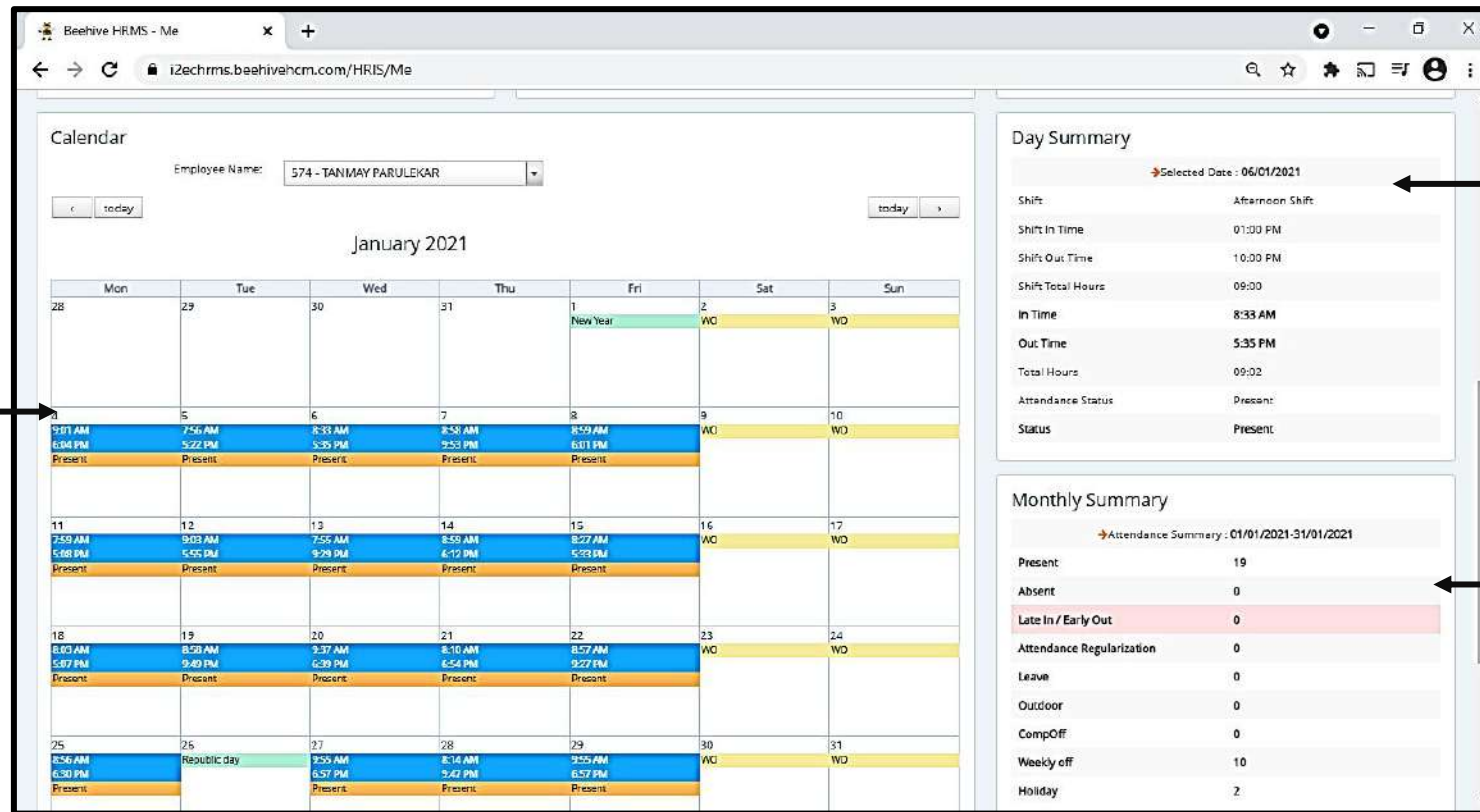 Beehive HRMS - Me
i2echrms.beehivehcm.com/HRIS/Me
Calendar
Employee Name: 574 - TANMAY PARULEKAR
today today
January 2021
Mon Tue Wed Thu Fri Sat Sun
28 29 30 31 1 2 3
New Year WO WO
4 5 6 7 8 9 10
9:01 AM 7:56 AM 8:33 AM 8:58 AM 8:59 AM WO WO
6:04 PM 5:22 PM 5:35 PM 9:53 PM 6:01 PM
Present Present Present Present Present
11 12 13 14 15 16 17
7:59 AM 9:03 AM 7:55 AM 8:59 AM 8:27 AM WO WO
5:08 PM 5:55 PM 9:29 PM 6:12 PM 5:33 PM
Present Present Present Present Present
18 19 20 21 22 23 24
8:03 AM 8:58 AM 9:37 AM 8:10 AM 8:57 AM WO WO
5:07 PM 9:49 PM 6:39 PM 6:54 PM 9:27 PM
Present Present Present Present Present
25 26 27 28 29 30 31
8:56 AM Republic day 9:55 AM 8:14 AM 9:55 AM WO WO
6:30 PM 6:57 PM 6:57 PM
Present Present Present Present
Day Summary
Selected Date : 06/01/2021
Shift Afternoon Shift
Shift In Time 01:00 PM
Shift Out Time 10:00 PM
Shift Total Hours 09:00
In Time 8:33 AM
Out Time 5:35 PM
Total Hours 09:02
Attendance Status Present
Status Present
Monthly Summary
Attendance Summary : 01/01/2021-31/01/2021
Present 19
Absent 0
Late In / Early Out 0
Attendance Regularization 0
Leave 0
Outdoor 0
CompOff 0
Weekly off 10
Holiday 2